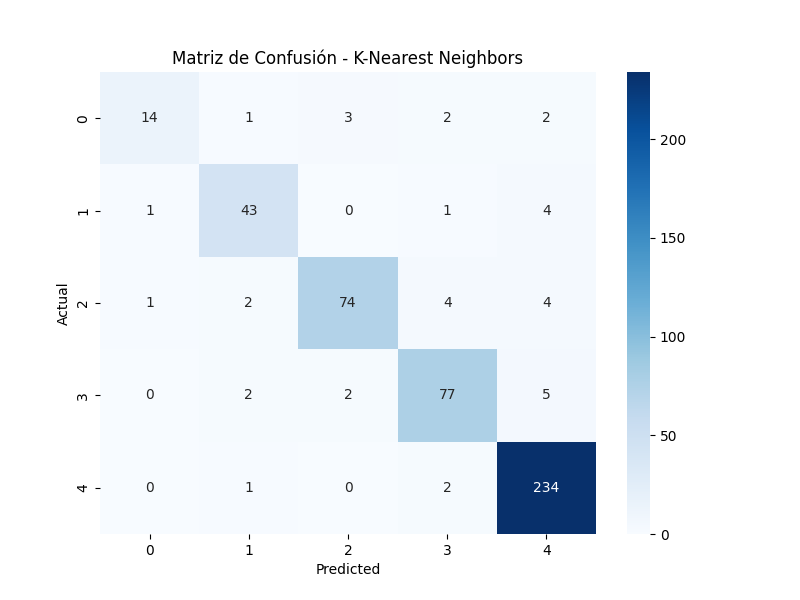 Matriz de Confusión - K-Nearest Neighbors
0 14 1 3 2 2
1 1 43 0 1 4
2 1 2 74 4 4
3 0 2 2 77 5
4 0 1 0 2 234
0 1 2 3 4
Predicted
Actual
200
150
100
50
0